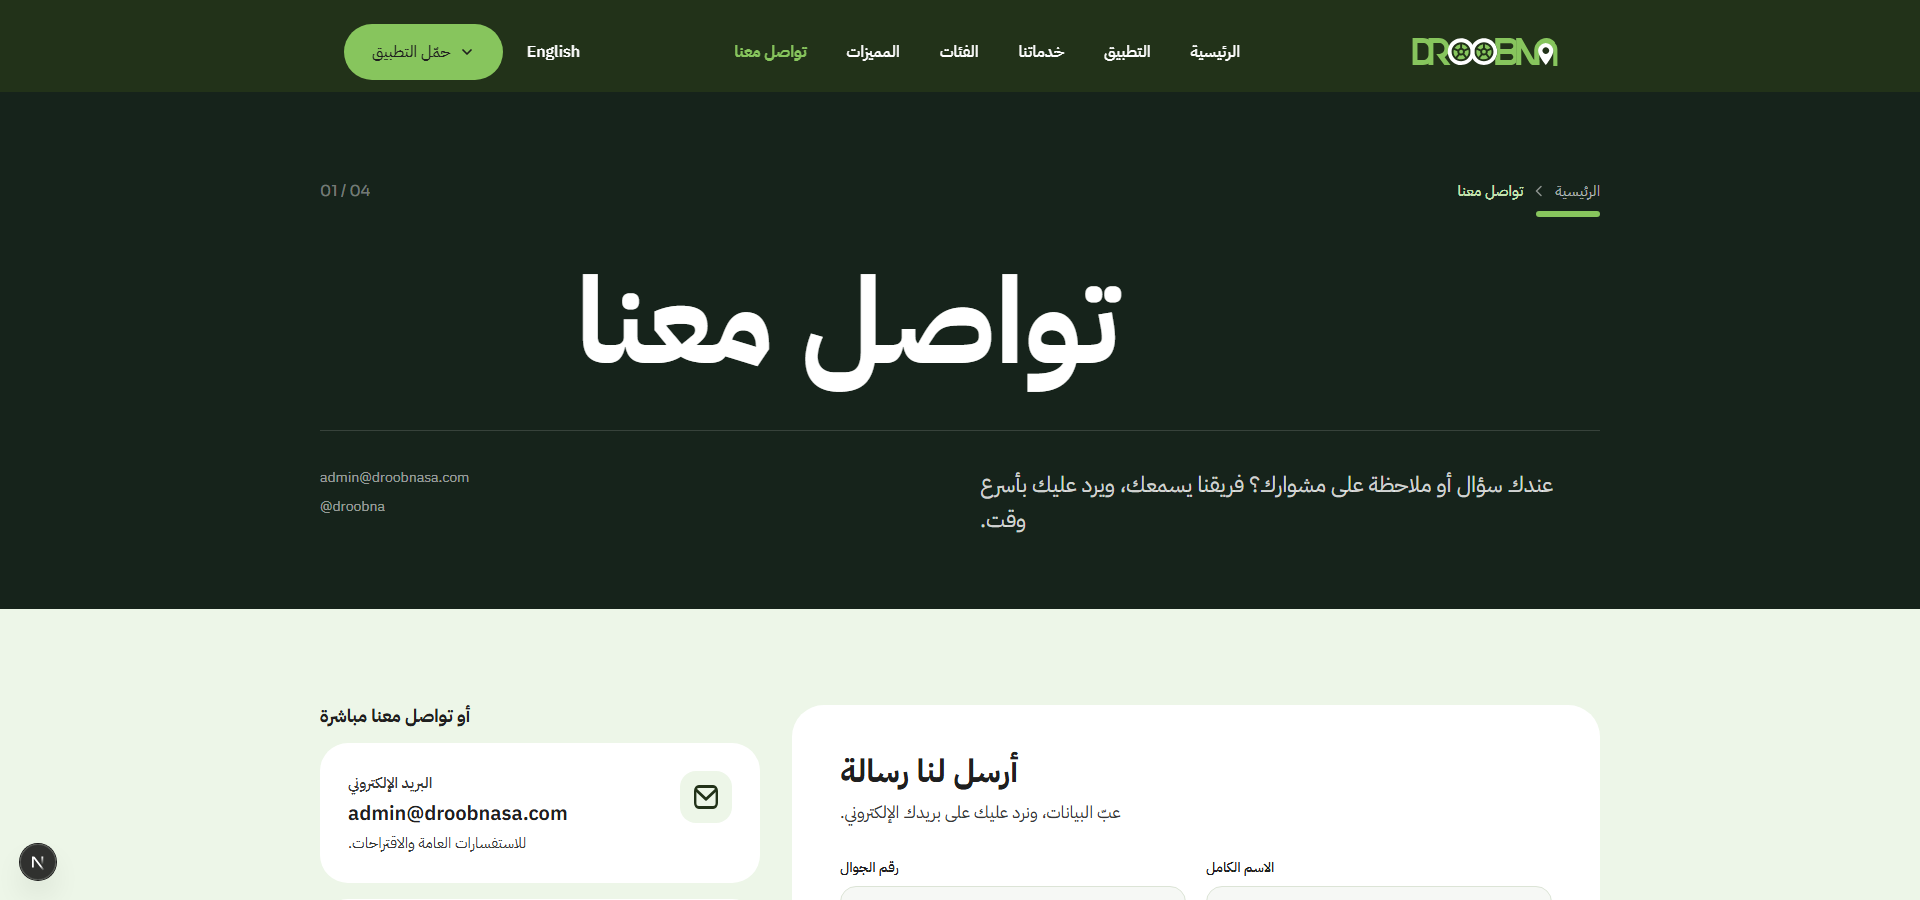 DROOBNA
الرئيسية
التطبيق
خدماتنا
الفئات
المميزات
تواصل معنا
English
حمّل التطبيق
الرئيسية
تواصل معنا
01 / 04
تواصل معنا
عندك سؤال أو ملاحظة على مشوارك؟ فريقنا يسمعك، ويرد عليك بأسرع
وقت.
admin@droobnasa.com
@droobna
أرسل لنا رسالة
عبّ البيانات، ونرد عليك على بريدك الإلكتروني.
الاسم الكامل
رقم الجوال
أو تواصل معنا مباشرة
البريد الإلكتروني
admin@droobnasa.com
للاستفسارات العامة والاقتراحات.
N